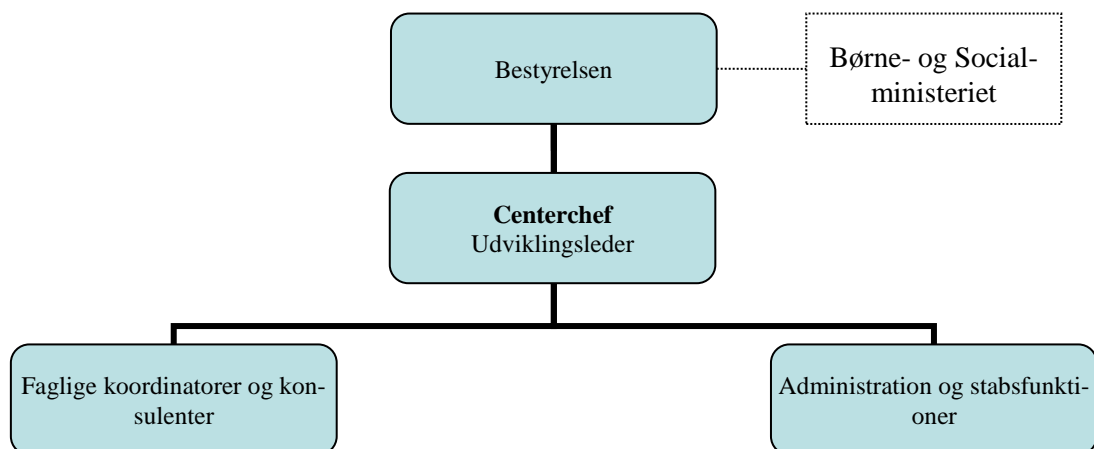 Bestyrelsen
Børne- og Social-
ministeriet
Centerchef
Udviklingsleder
Faglige koordinatorer og kon-
sulenter
Administration og stabsfunkti-
oner